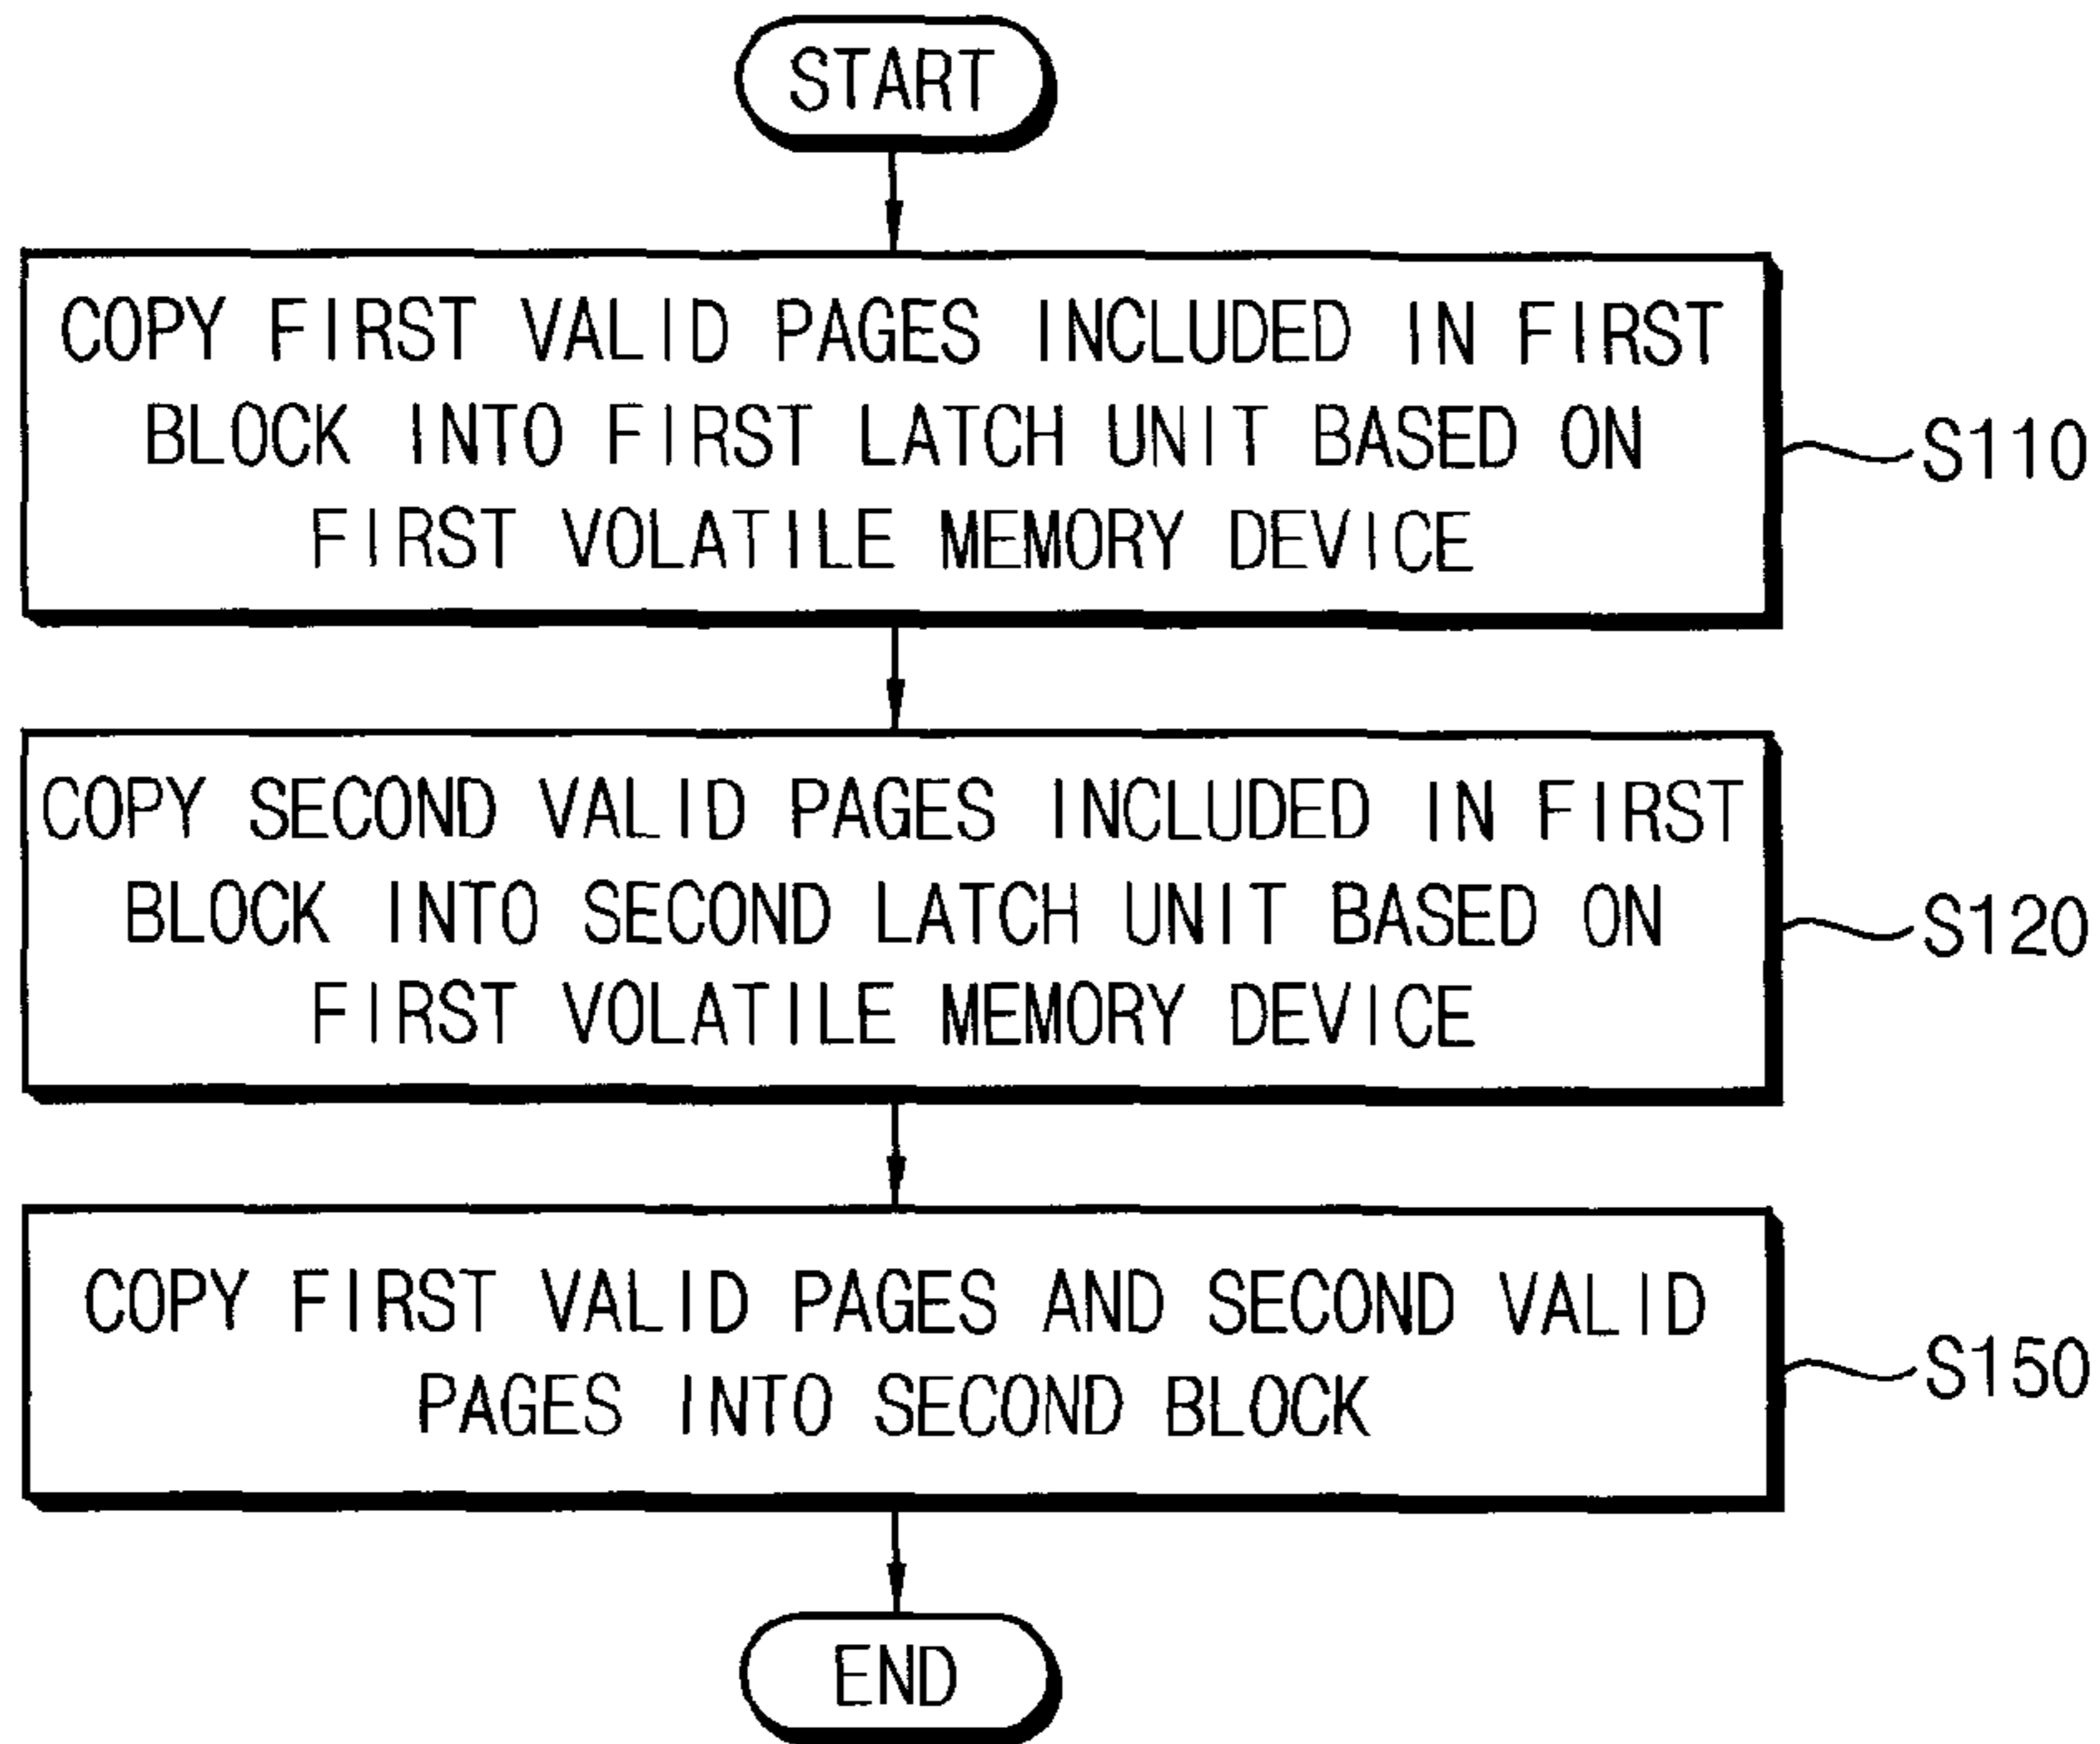 START
COPY FIRST VALID PAGES INCLUDED IN FIRST
BLOCK INTO FIRST LATCH UNIT BASED ON
FIRST VOLATILE MEMORY DEVICE
S110
COPY SECOND VALID PAGES INCLUDED IN FIRST
BLOCK INTO SECOND LATCH UNIT BASED ON
FIRST VOLATILE MEMORY DEVICE
S120
COPY FIRST VALID PAGES AND SECOND VALID
PAGES INTO SECOND BLOCK
S150
END